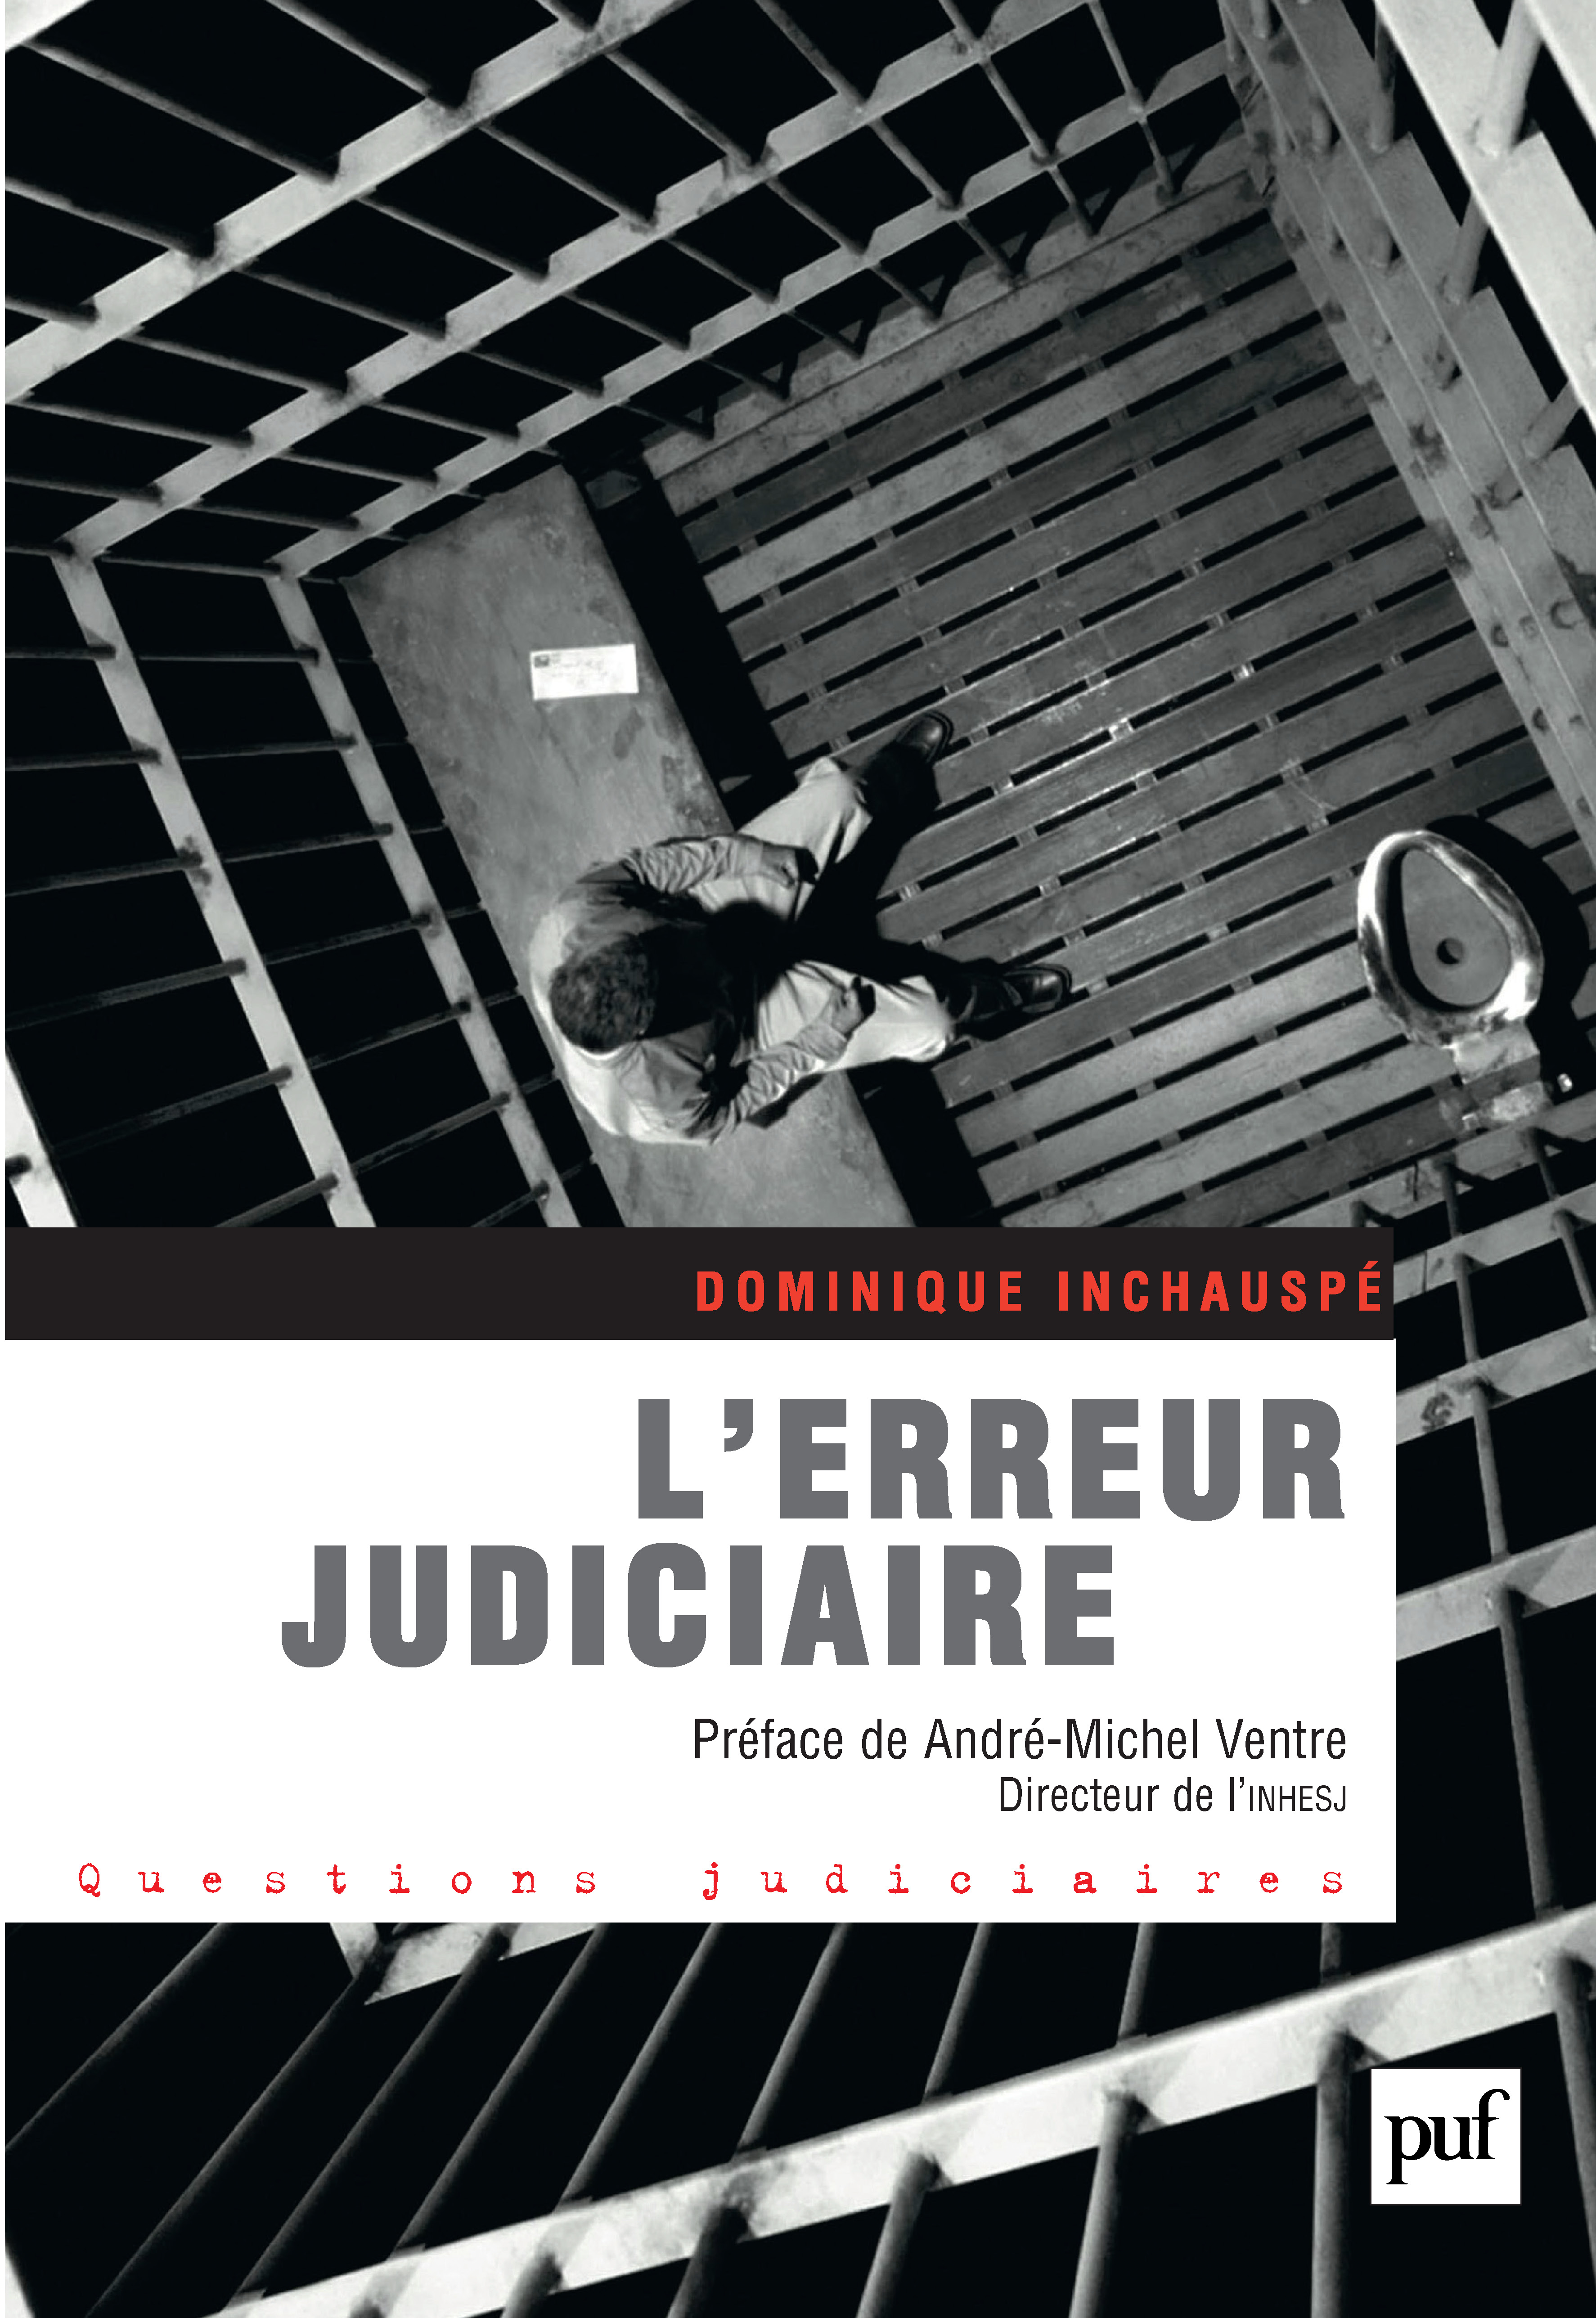 DOMINIQUE INCHAUSPÉ
L’ERREUR
JUDICIAIRE
Préface de André-Michel Ventre
Directeur de l’INHESJ
Questions judiciaires
puf